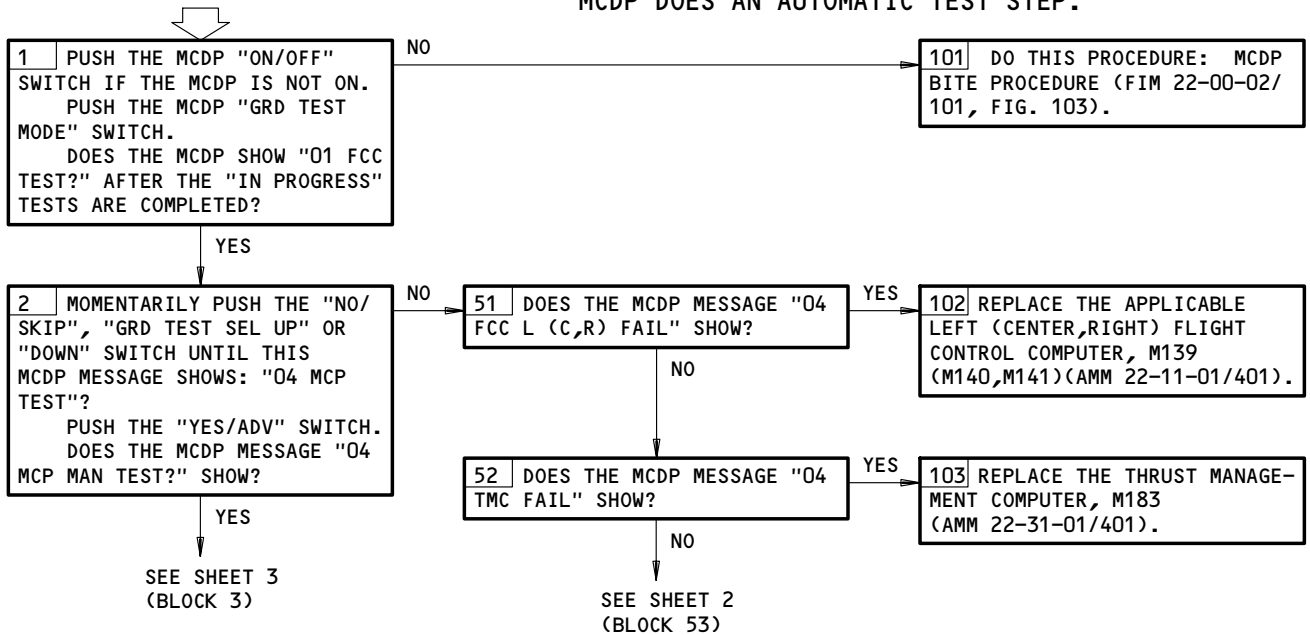 MCDP DOES AN AUTOMATIC TEST STEP.
1 PUSH THE MCDP "ON/OFF"
SWITCH IF THE MCDP IS NOT ON.
PUSH THE MCDP "GRD TEST
MODE" SWITCH.
DOES THE MCDP SHOW "01 FCC
TEST?" AFTER THE "IN PROGRESS"
TESTS ARE COMPLETED?
NO
101 DO THIS PROCEDURE: MCDP
BITE PROCEDURE (FIM 22-00-02/
101, FIG. 103).
YES
2 MOMENTARILY PUSH THE "NO/
SKIP", "GRD TEST SEL UP" OR
"DOWN" SWITCH UNTIL THIS
MCDP MESSAGE SHOWS: "04 MCP
TEST"?
PUSH THE "YES/ADV" SWITCH.
DOES THE MCDP MESSAGE "04
MCP MAN TEST?" SHOW?
NO
51 DOES THE MCDP MESSAGE "04
FCC L (C,R) FAIL" SHOW?
YES
102 REPLACE THE APPLICABLE
LEFT (CENTER,RIGHT) FLIGHT
CONTROL COMPUTER, M139
(M140,M141)(AMM 22-11-01/401).
NO
52 DOES THE MCDP MESSAGE "04
TMC FAIL" SHOW?
YES
103 REPLACE THE THRUST MANAGE-
MENT COMPUTER, M183
(AMM 22-31-01/401).
YES
SEE SHEET 3
(BLOCK 3)
NO
SEE SHEET 2
(BLOCK 53)